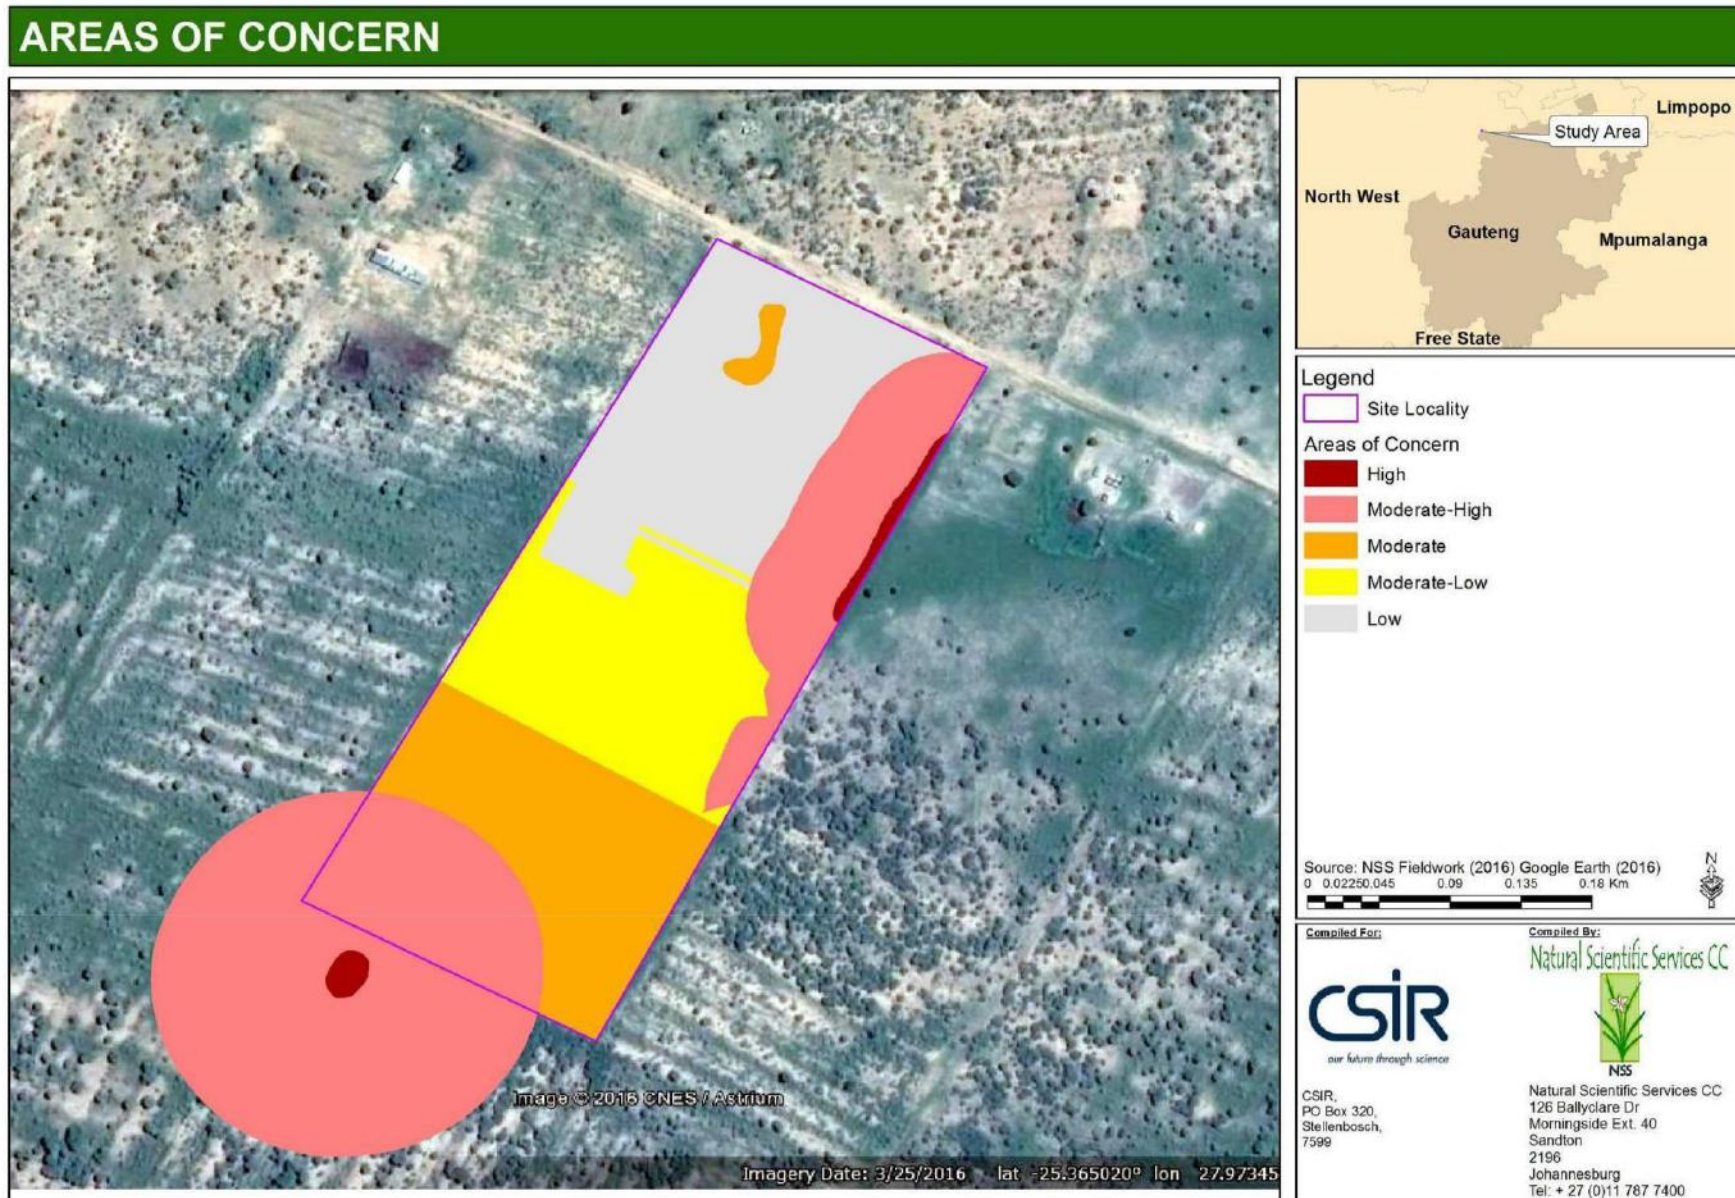 AREAS OF CONCERN
Limpopo
Study Area
North West
Gauteng
Mpumalanga
Free State
Legend
Site Locality
Areas of Concern
High
Moderate-High
Moderate
Moderate-Low
Low
Source: NSS Fieldwork (2016) Google Earth (2016)
N
0 0.02250.045 0.09 0.135 0.18 Km
Compiled For:
CSIR
our future through science
CSIR,
PO Box 320,
Stellenbosch,
7599
Compiled By:
Natural Scientific Services CC
NSS
Natural Scientific Services CC
126 Ballyclare Dr
Morningside Ext. 40
Sandton
2196
Johannesburg
Tel: + 27 (0)11 787 7400
Image © 2016 CNES / Astrium
Imagery Date: 3/25/2016 lat -25.365020° lon 27.97345